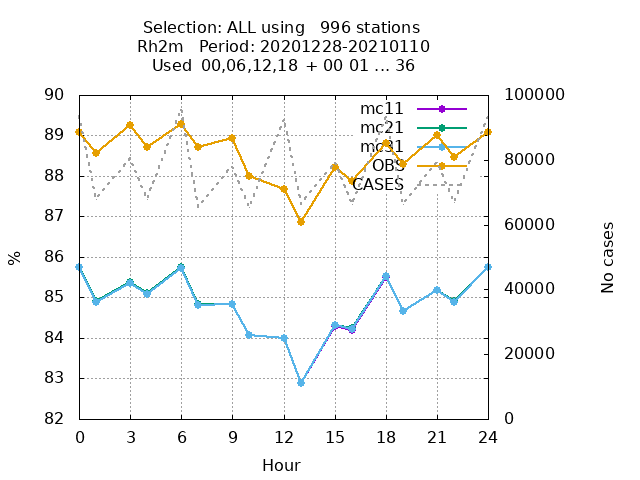 Selection: ALL using   996 stations
Rh2m   Period: 20201228-20210110
Used  00,06,12,18  + 00 01 ... 36
90
89
88
87
86
85
84
83
82
%
100000
80000
60000
40000
20000
0
No cases
mc11
mc21
mc31
OBS
CASES
0 3 6 9 12 15 18 21 24
Hour